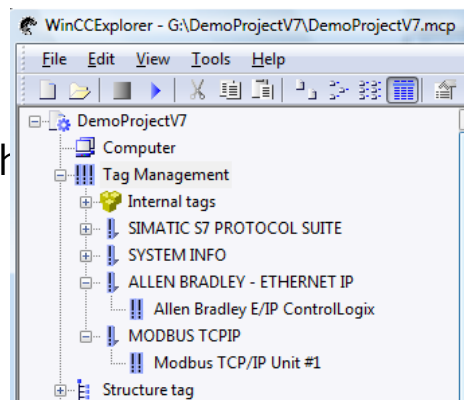 WinCCExplorer - G:\DemoProjectV7\DemoProjectV7.mcp
File Edit View Tools Help
DemoProjectV7
Computer
Tag Management
Internal tags
SIMATIC S7 PROTOCOL SUITE
SYSTEM INFO
ALLEN BRADLEY - ETHERNET IP
Allen Bradley E/IP ControlLogix
MODBUS TCPIP
Modbus TCP/IP Unit #1
Structure tag